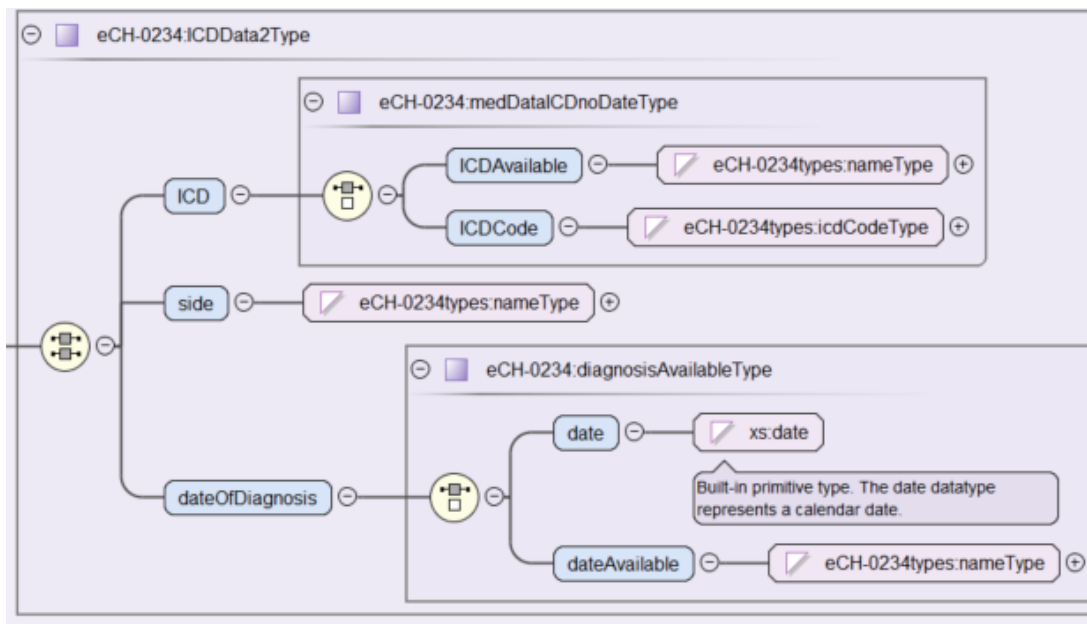 eCH-0234:ICDData2Type
eCH-0234:medDataICDnoDateType
ICDAvailable
eCH-0234types:nameType
ICD
ICDCode
eCH-0234types:icdCodeType
side
eCH-0234types:nameType
eCH-0234:diagnosisAvailableType
date
xs:date
Built-in primitive type. The date datatype
represents a calendar date.
dateOfDiagnosis
dateAvailable
eCH-0234types:nameType